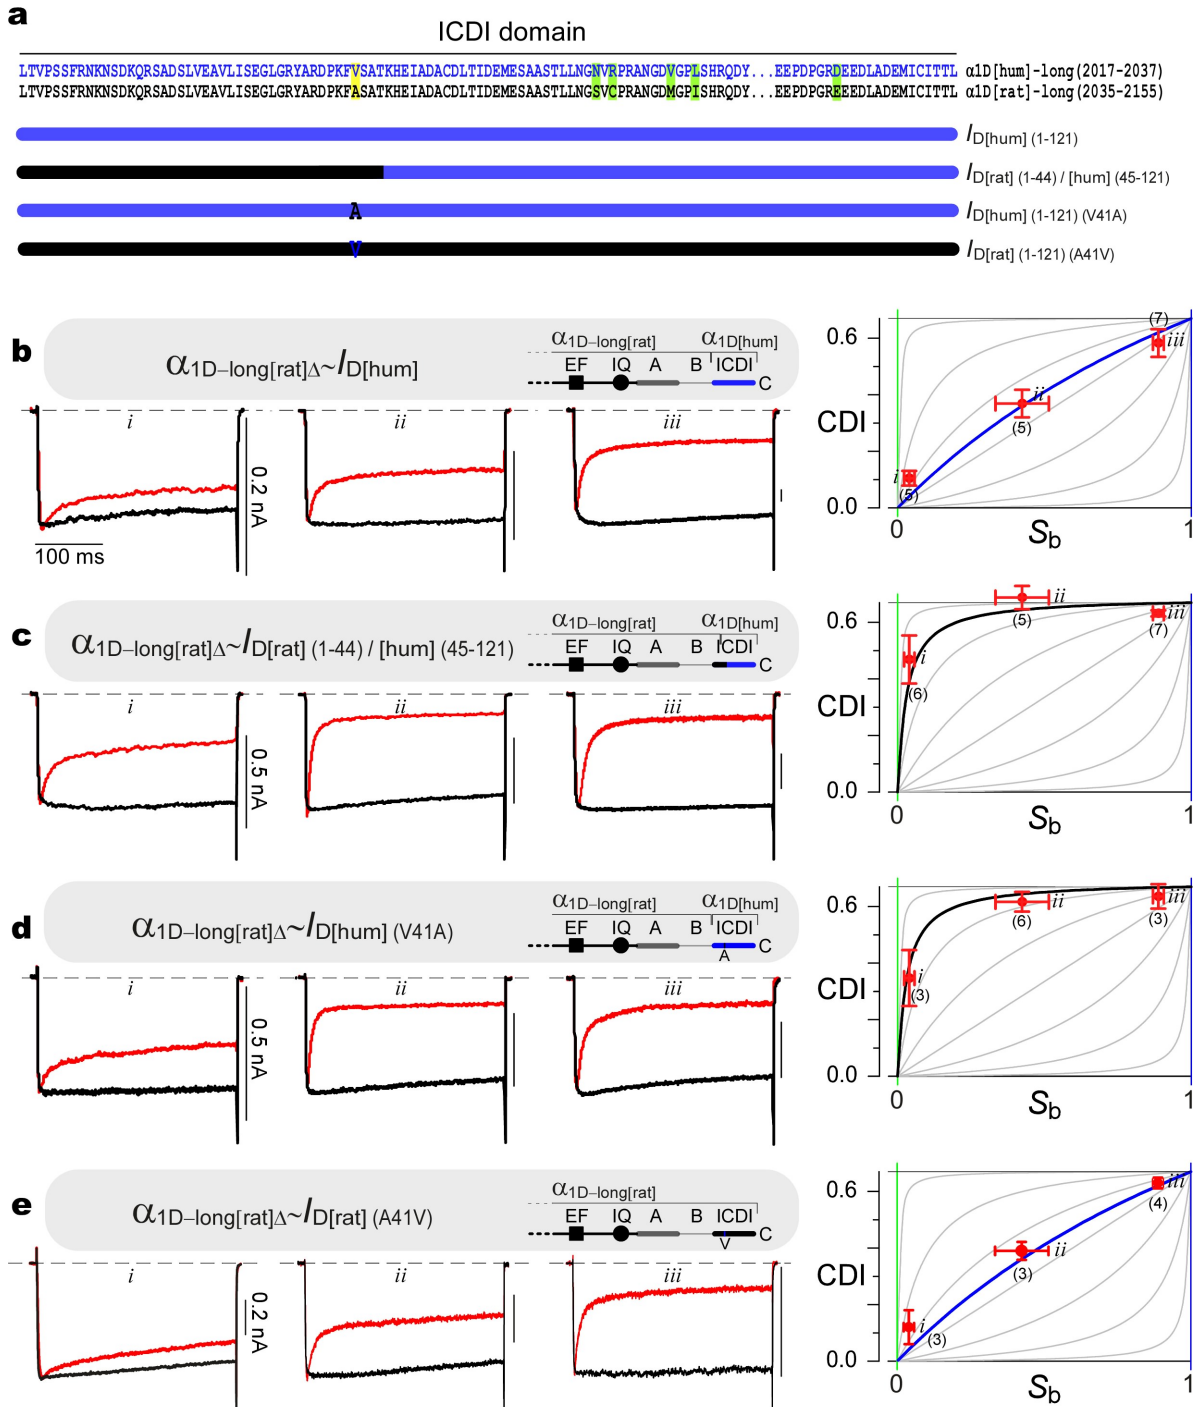 a
ICDI domain
LTVPSSFRNKNSDKQRSADSLVEAVLISEGLGRYARDPKFVSATKHEIADACDLTIDEMESAASTLLNGNVRPRANGDVGPLSHRQDY...EEPDPGRDEEDLADEMICITTL α1D[hum]-long(2017-2037)
LTVPSSFRNKNSDKQRSADSLVEAVLISEGLGRYARDPKFASATKHEIADACDLTIDEMESAASTLLNGSVCPRANGDMGPISHRQDY...EEPDPGREEEDLADEMICITTL α1D[rat]-long(2035-2155)
ID[hum] (1-121)
ID[rat] (1-44) / [hum] (45-121)
A ID[hum] (1-121) (V41A)
V ID[rat] (1-121) (A41V)
b
α1D–long[rat]Δ~ID[hum]
α1D–long[rat] α1D[hum]
EF IQ A B ICDI
C
i ii iii
0.2 nA
100 ms
0.6
CDI
0.0
(7)
iii
ii
(5)
i
(5)
0 1
Sb
c
α1D–long[rat]Δ~ID[rat] (1-44) / [hum] (45-121)
α1D–long[rat] α1D[hum]
EF IQ A B ICDI
C
i ii iii
0.5 nA
0.6
CDI
0.0
ii
(5)
iii
(7)
i
(6)
0 1
Sb
d
α1D–long[rat]Δ~ID[hum] (V41A)
α1D–long[rat] α1D[hum]
EF IQ A B ICDI
C
A
i ii iii
0.5 nA
0.6
CDI
0.0
ii
(6)
iii
(3)
i
(3)
0 1
Sb
e
α1D–long[rat]Δ~ID[rat] (A41V)
α1D–long[rat]
EF IQ A B ICDI
C
V
i ii iii
0.2 nA
0.6
CDI
0.0
iii
(4)
ii
(3)
i
(3)
0 1
Sb